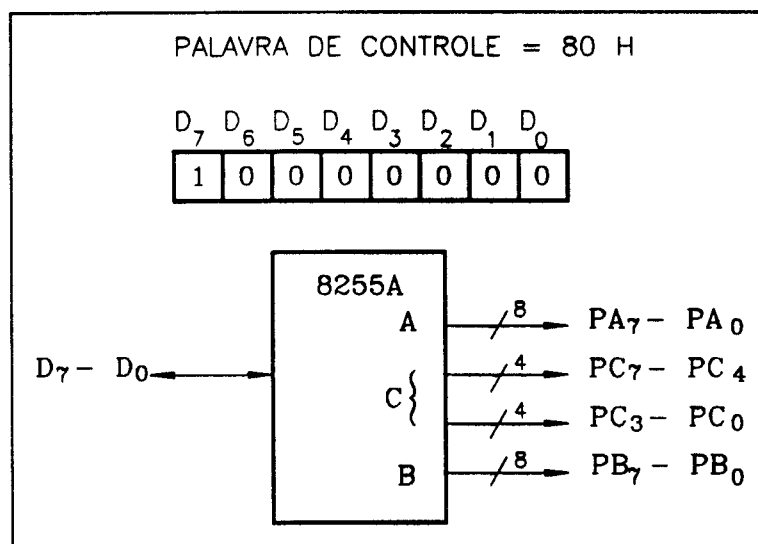 PALAVRA DE CONTROLE = 80 H
D7 D6 D5 D4 D3 D2 D1 D0
1 0 0 0 0 0 0 0
8255A
A 8 PA7- PA0
D7- D0 C{ 4 PC7- PC4
4 PC3- PC0
B 8 PB7- PB0